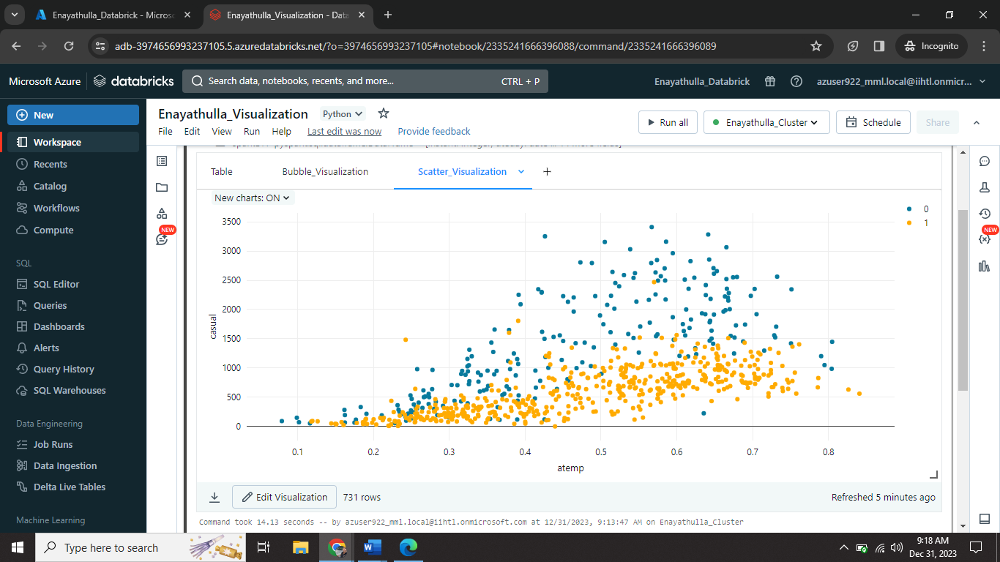 Enayathulla_Databrick - Microso
Enayathulla_Visualization - Data
adb-3974656993237105.5.azuredatabricks.net/?o=3974656993237105#notebook/2335241666396088/command/2335241666396089
Incognito
Microsoft Azure
databricks
Search data, notebooks, recents, and more...
CTRL + P
Enayathulla_Databrick
azuser922_mml.local@iihtl.onmicr...
New
Workspace
Recents
Catalog
Workflows
Compute
SQL
SQL Editor
Queries
Dashboards
Alerts
Query History
SQL Warehouses
Data Engineering
Job Runs
Data Ingestion
Delta Live Tables
Machine Learning
Enayathulla_Visualization
Python
Run all
Enayathulla_Cluster
Schedule
Share
File Edit View Run Help Last edit was now Provide feedback
NEW
Table
Bubble_Visualization
Scatter_Visualization
New charts: ON
0
1
3500
3000
2500
2000
1500
1000
500
0
casual
0.1 0.2 0.3 0.4 0.5 0.6 0.7 0.8
atemp
Edit Visualization
731 rows
Refreshed 5 minutes ago
Command took 14.13 seconds -- by azuser922_mml.local@iihtl.onmicrosoft.com at 12/31/2023, 9:13:47 AM on Enayathulla_Cluster
NEW
Type here to search
9:18 AM
Dec 31, 2023